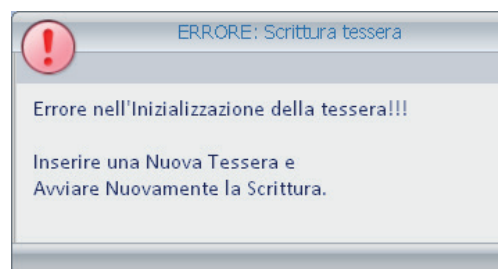 ERRORE: Scrittura tessera
Errore nell'Inizializzazione della tessera!!!
Inserire una Nuova Tessera e
Avviare Nuovamente la Scrittura.